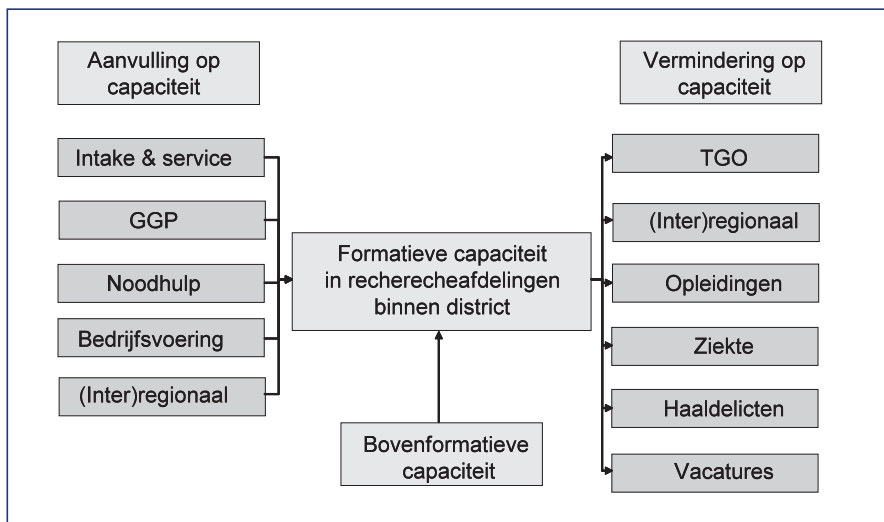 Aanvulling op
capaciteit
Intake & service
GGP
Noodhulp
Bedrijfsvoering
(Inter)regionaal
Formatieve capaciteit
in recherecheafdelingen
binnen district
Bovenformatieve
capaciteit
Vermindering op
capaciteit
TGO
(Inter)regionaal
Opleidingen
Ziekte
Haaldelicten
Vacatures